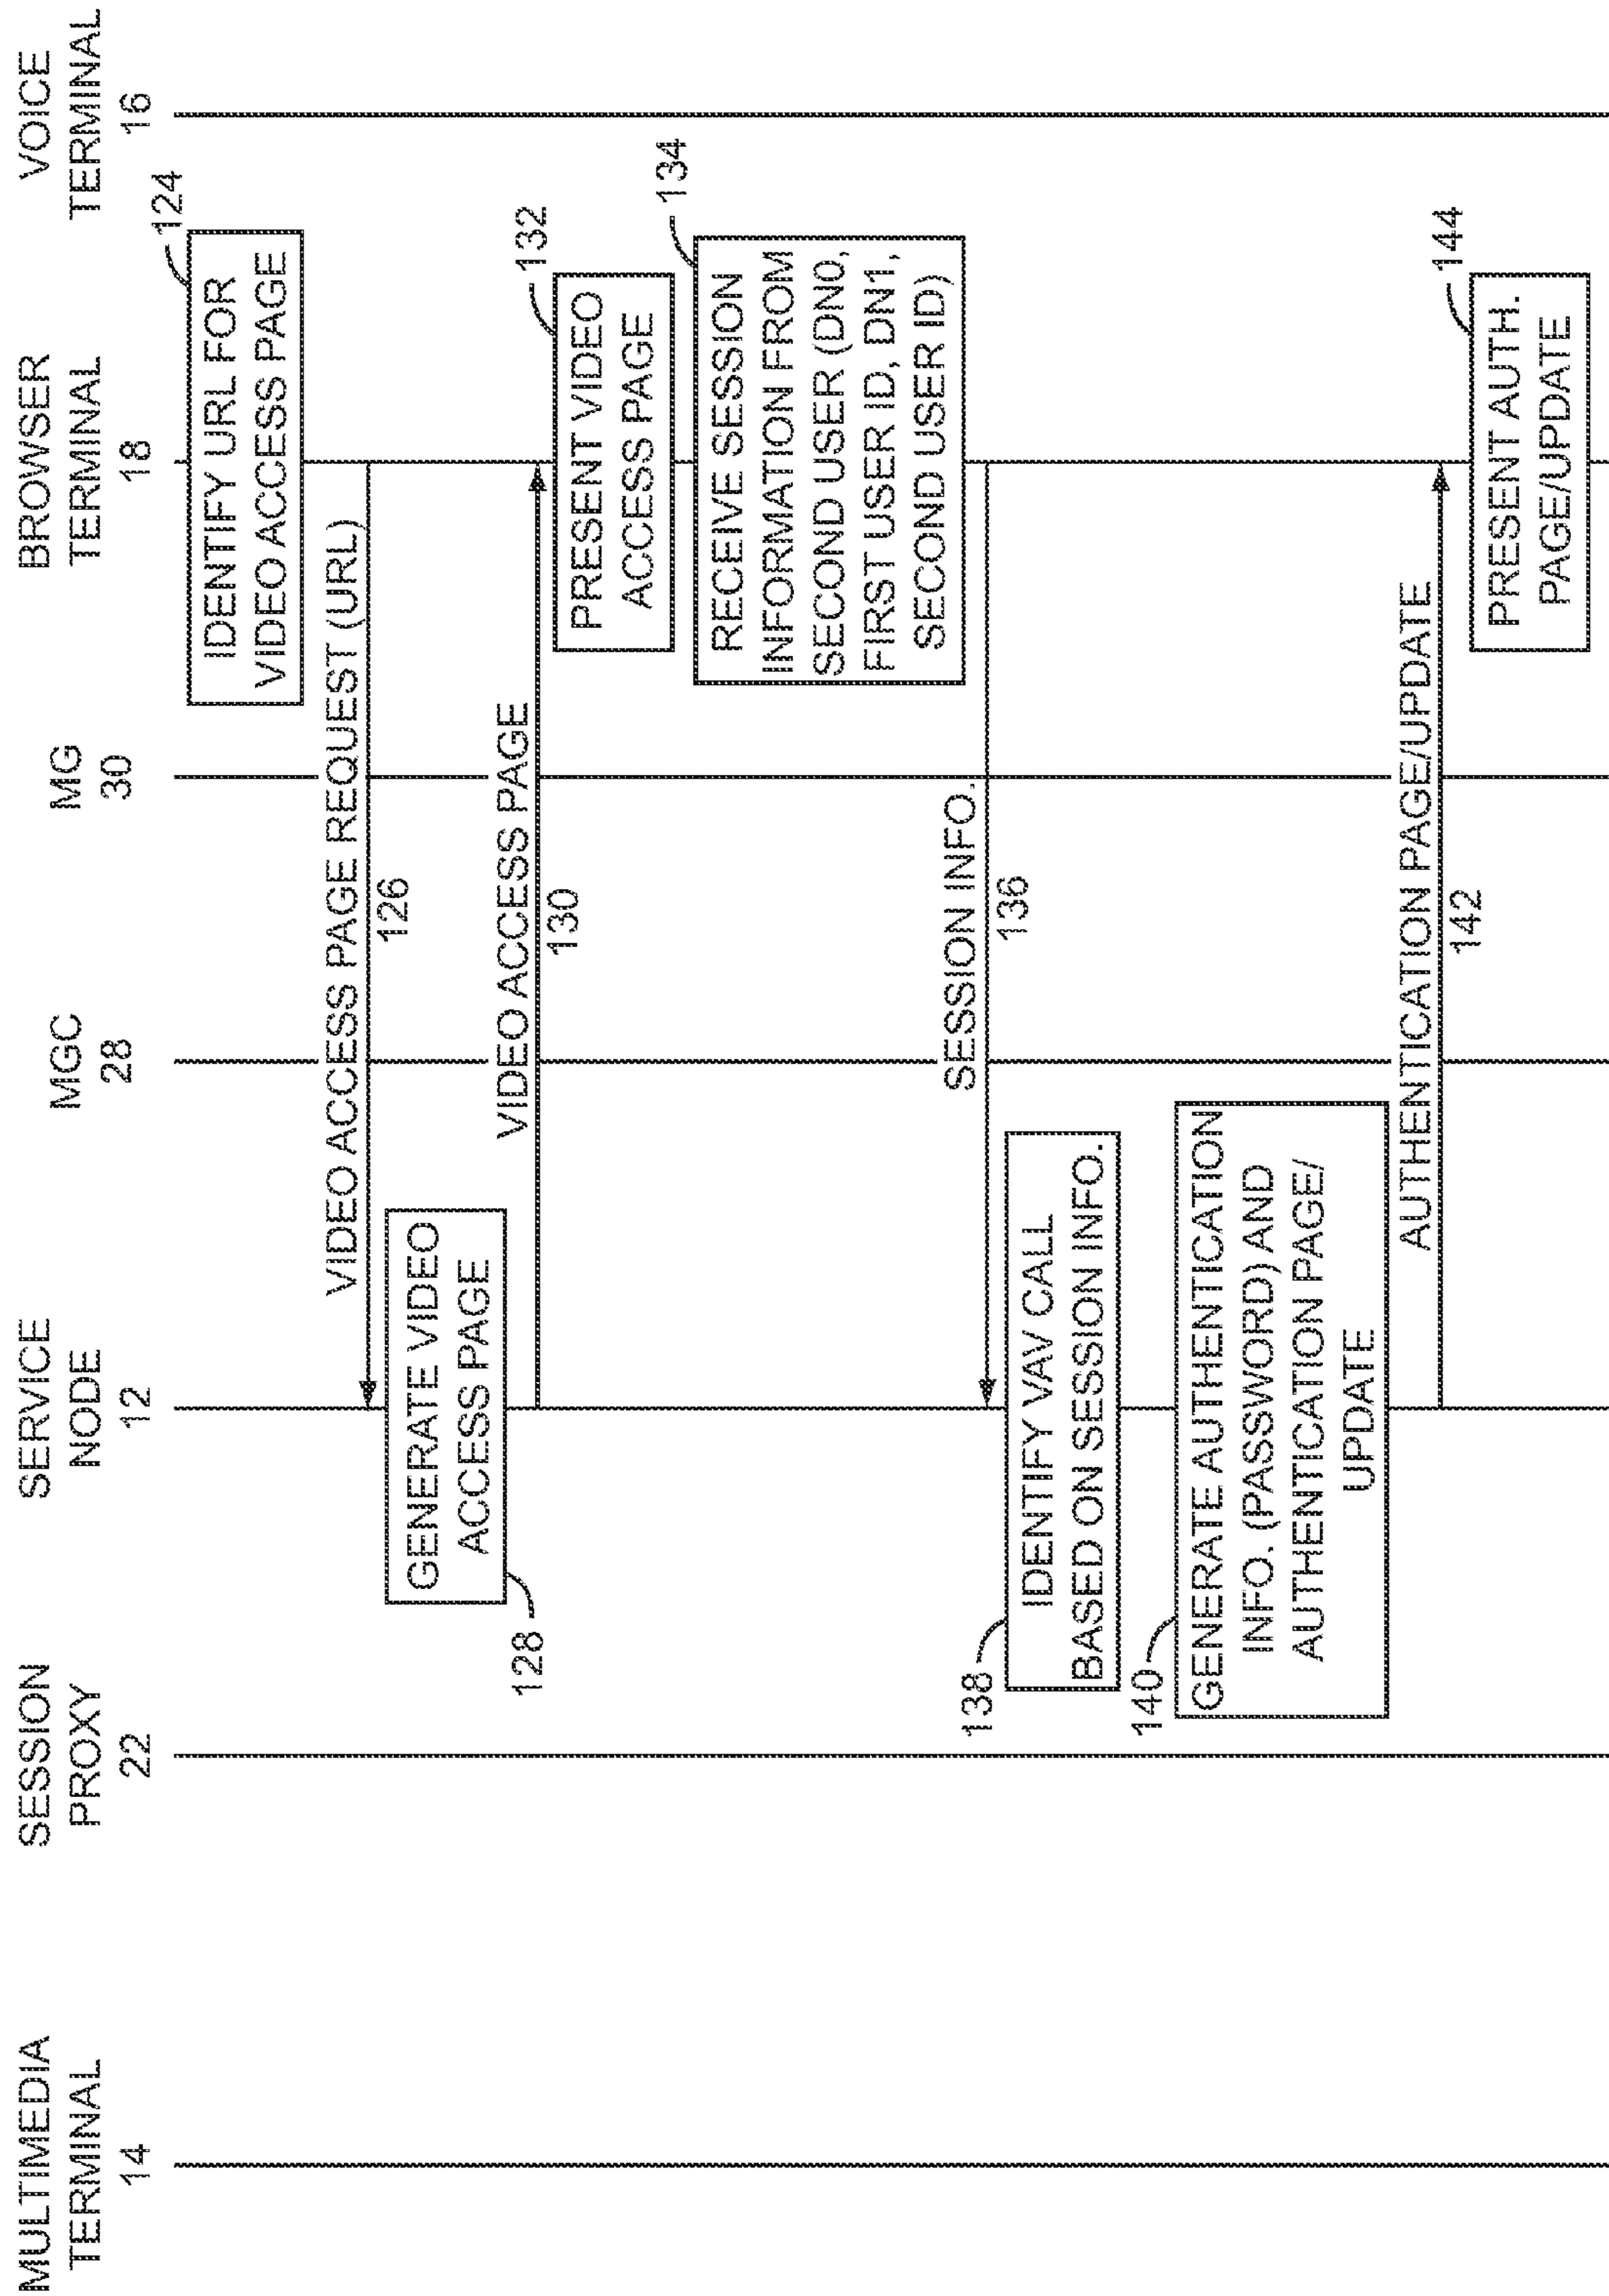 MULTIMEDIA
TERMINAL
14
SESSION
PROXY
22
SERVICE
NODE
12
MGC
28
MG
30
BROWSER
TERMINAL
18
VOICE
TERMINAL
16
124
IDENTIFY URL FOR
VIDEO ACCESS PAGE
VIDEO ACCESS PAGE REQUEST (URL)
126
GENERATE VIDEO
ACCESS PAGE
128
VIDEO ACCESS PAGE
130
132
PRESENT VIDEO
ACCESS PAGE
134
RECEIVE SESSION
INFORMATION FROM
SECOND USER (DN0,
FIRST USER ID, DN1,
SECOND USER ID)
SESSION INFO.
136
138
IDENTIFY VAV CALL
BASED ON SESSION INFO.
140
GENERATE AUTHENTICATION
INFO. (PASSWORD) AND
AUTHENTICATION PAGE/
UPDATE
AUTHENTICATION PAGE/UPDATE
142
144
PRESENT AUTH.
PAGE/UPDATE